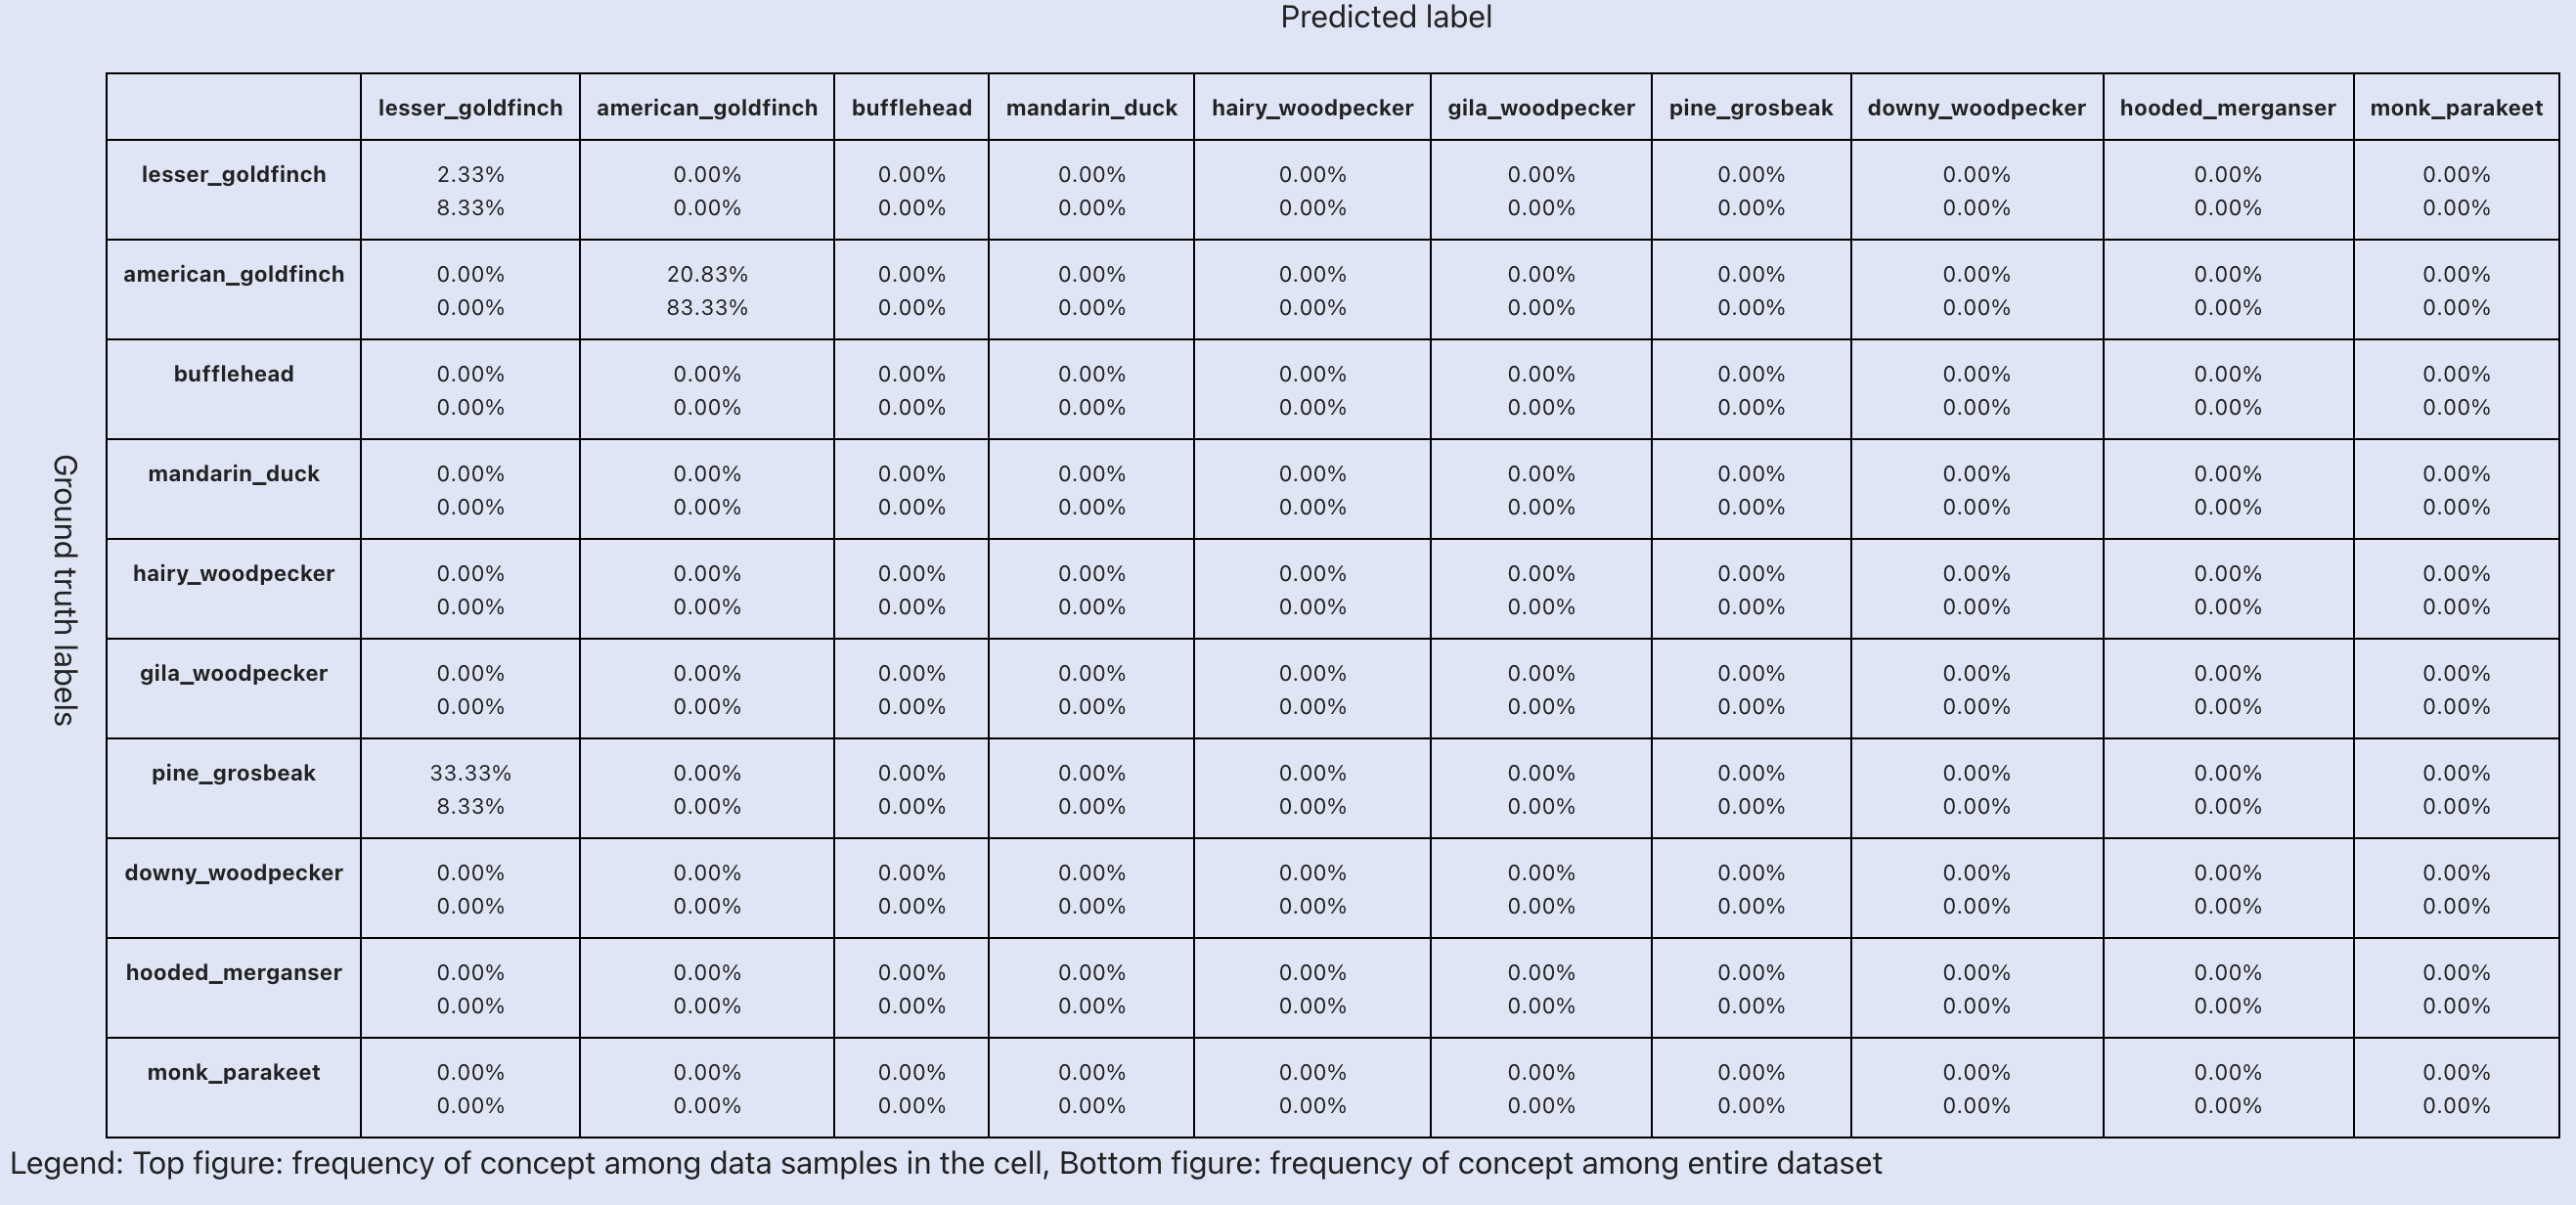 Predicted label
lesser_goldfinch american_goldfinch bufflehead mandarin_duck hairy_woodpecker gila_woodpecker pine_grosbeak downy_woodpecker hooded_merganser monk_parakeet
lesser_goldfinch 2.33% 0.00% 0.00% 0.00% 0.00% 0.00% 0.00% 0.00% 0.00% 0.00%
8.33% 0.00% 0.00% 0.00% 0.00% 0.00% 0.00% 0.00% 0.00% 0.00%
american_goldfinch 0.00% 20.83% 0.00% 0.00% 0.00% 0.00% 0.00% 0.00% 0.00% 0.00%
0.00% 83.33% 0.00% 0.00% 0.00% 0.00% 0.00% 0.00% 0.00% 0.00%
bufflehead 0.00% 0.00% 0.00% 0.00% 0.00% 0.00% 0.00% 0.00% 0.00% 0.00%
0.00% 0.00% 0.00% 0.00% 0.00% 0.00% 0.00% 0.00% 0.00% 0.00%
mandarin_duck 0.00% 0.00% 0.00% 0.00% 0.00% 0.00% 0.00% 0.00% 0.00% 0.00%
0.00% 0.00% 0.00% 0.00% 0.00% 0.00% 0.00% 0.00% 0.00% 0.00%
hairy_woodpecker 0.00% 0.00% 0.00% 0.00% 0.00% 0.00% 0.00% 0.00% 0.00% 0.00%
0.00% 0.00% 0.00% 0.00% 0.00% 0.00% 0.00% 0.00% 0.00% 0.00%
gila_woodpecker 0.00% 0.00% 0.00% 0.00% 0.00% 0.00% 0.00% 0.00% 0.00% 0.00%
0.00% 0.00% 0.00% 0.00% 0.00% 0.00% 0.00% 0.00% 0.00% 0.00%
pine_grosbeak 33.33% 0.00% 0.00% 0.00% 0.00% 0.00% 0.00% 0.00% 0.00% 0.00%
8.33% 0.00% 0.00% 0.00% 0.00% 0.00% 0.00% 0.00% 0.00% 0.00%
downy_woodpecker 0.00% 0.00% 0.00% 0.00% 0.00% 0.00% 0.00% 0.00% 0.00% 0.00%
0.00% 0.00% 0.00% 0.00% 0.00% 0.00% 0.00% 0.00% 0.00% 0.00%
hooded_merganser 0.00% 0.00% 0.00% 0.00% 0.00% 0.00% 0.00% 0.00% 0.00% 0.00%
0.00% 0.00% 0.00% 0.00% 0.00% 0.00% 0.00% 0.00% 0.00% 0.00%
monk_parakeet 0.00% 0.00% 0.00% 0.00% 0.00% 0.00% 0.00% 0.00% 0.00% 0.00%
0.00% 0.00% 0.00% 0.00% 0.00% 0.00% 0.00% 0.00% 0.00% 0.00%
Ground truth labels
Legend: Top figure: frequency of concept among data samples in the cell, Bottom figure: frequency of concept among entire dataset